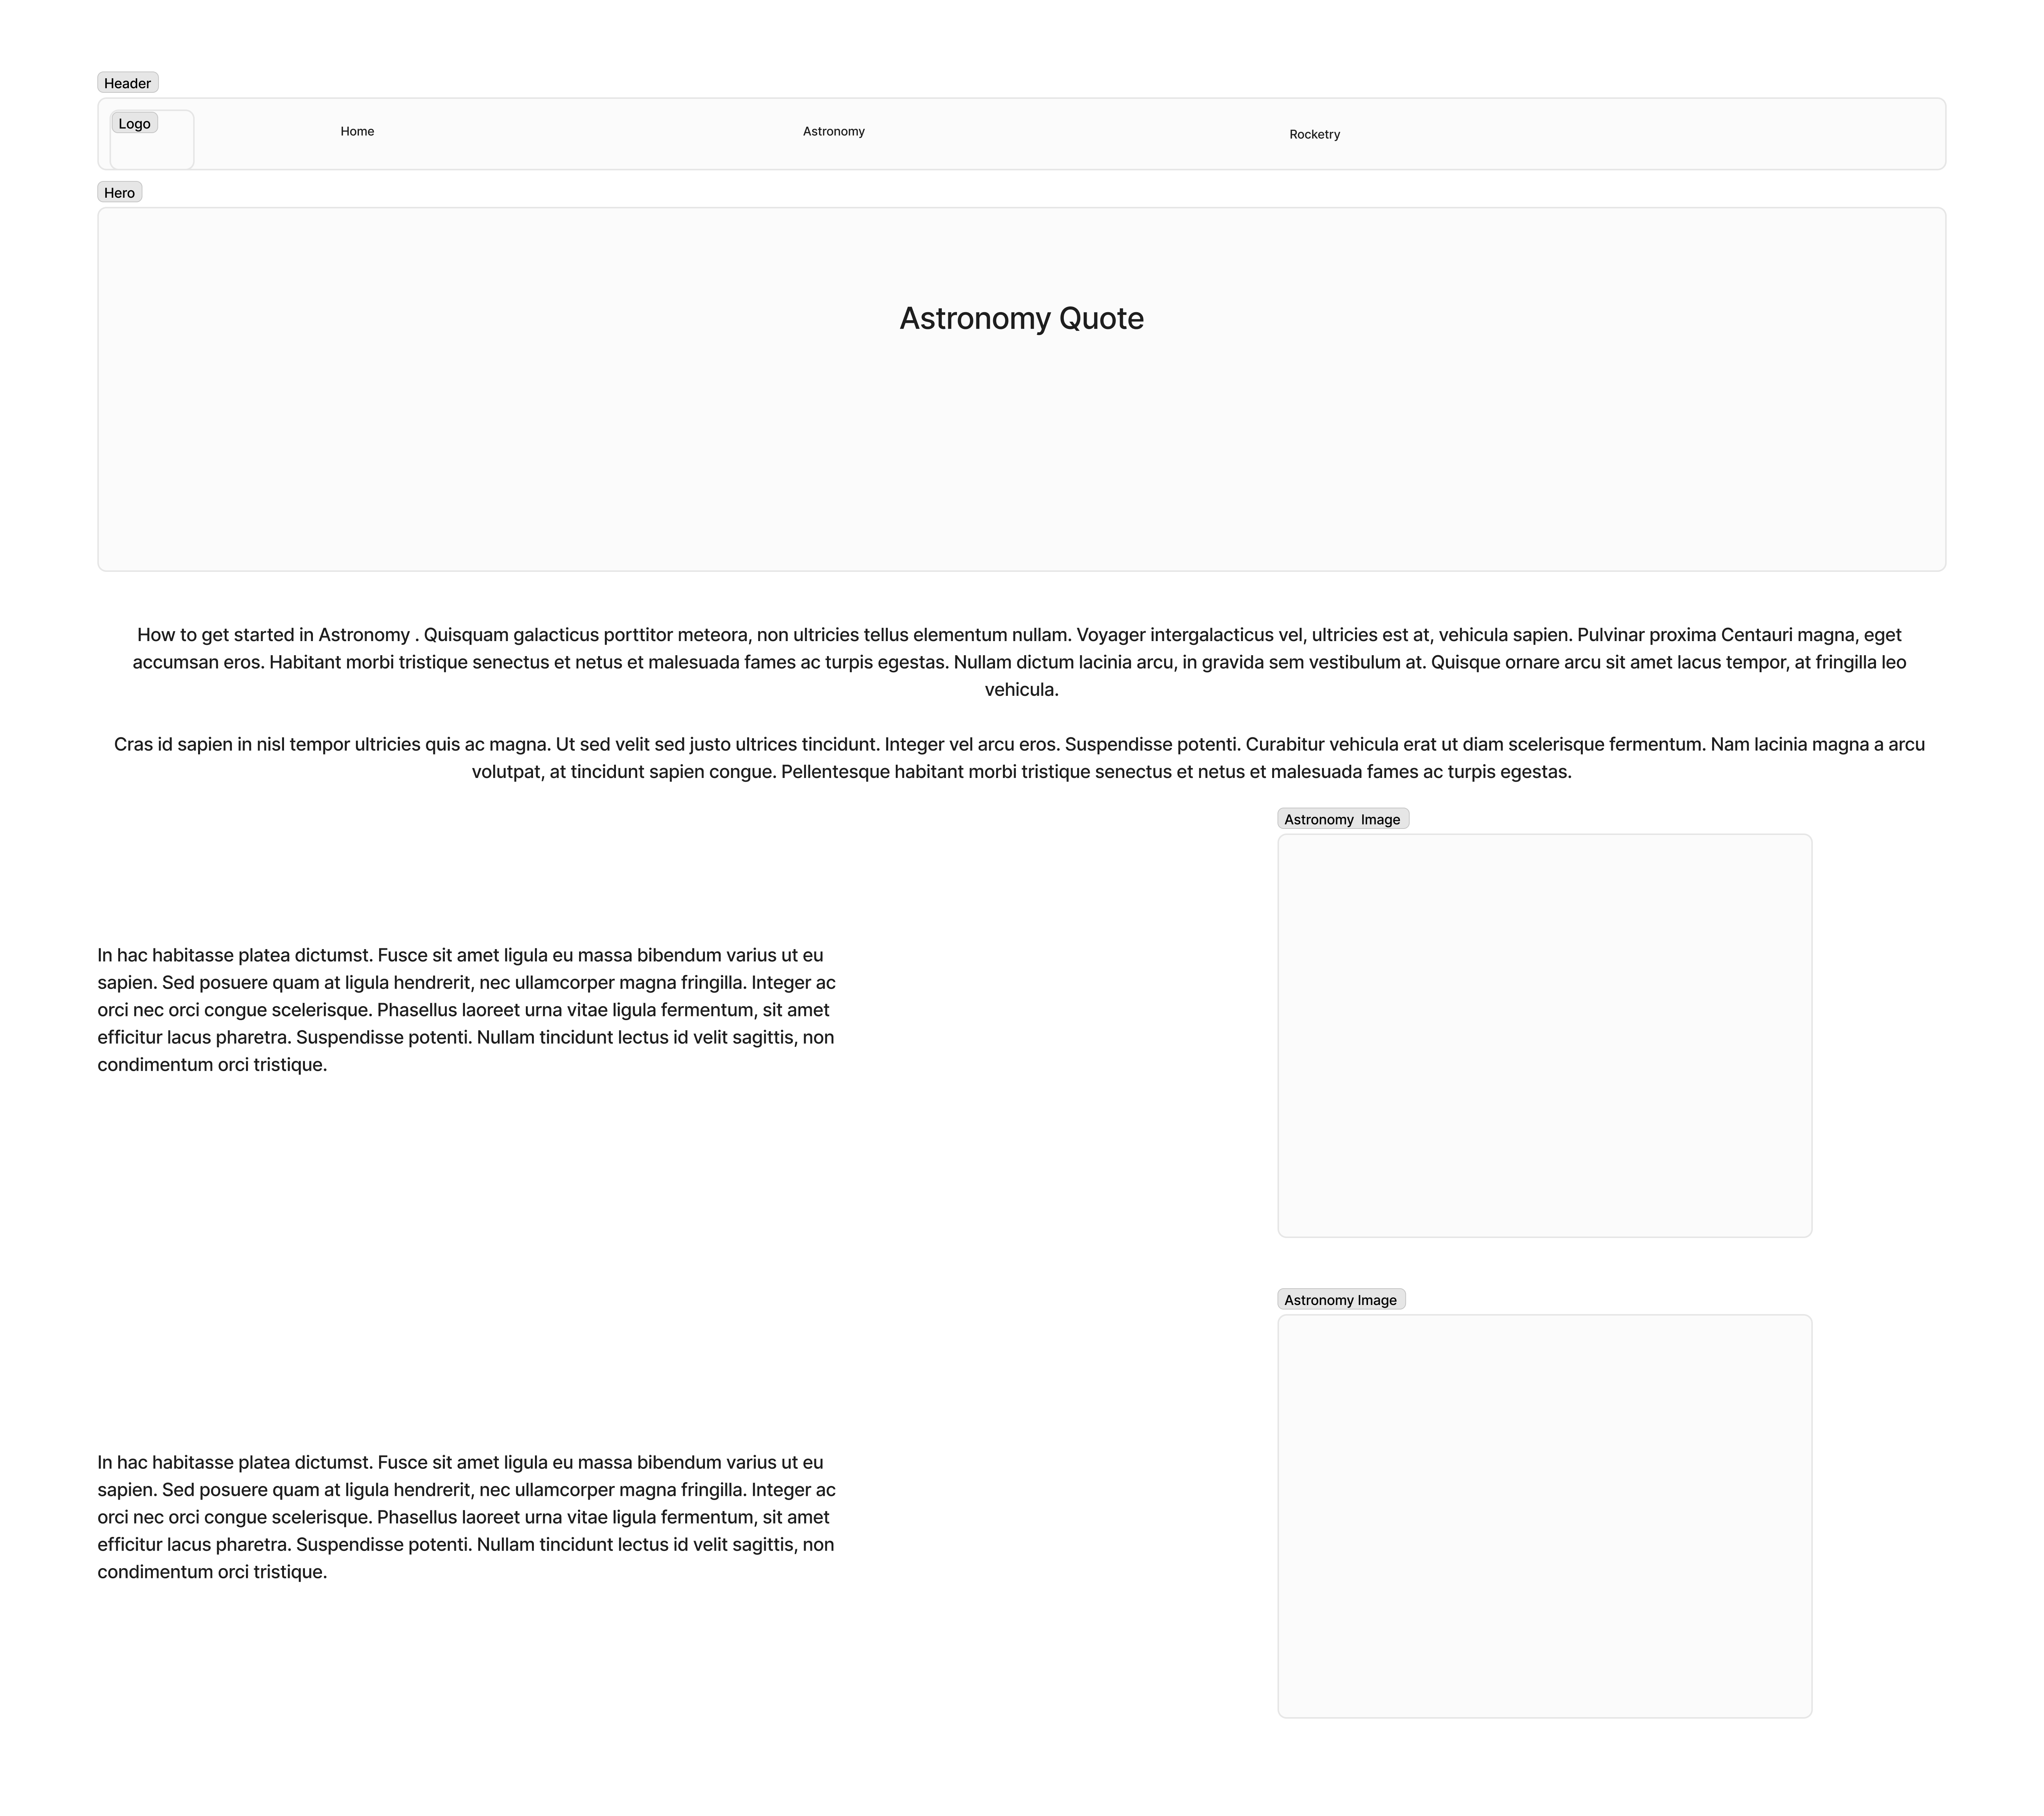 Header
Logo
Home
Astronomy
Rocketry
Hero
Astronomy Quote
How to get started in Astronomy . Quisquam galacticus porttitor meteora, non ultricies tellus elementum nullam. Voyager intergalacticus vel, ultricies est at, vehicula sapien. Pulvinar proxima Centauri magna, eget
accumsan eros. Habitant morbi tristique senectus et netus et malesuada fames ac turpis egestas. Nullam dictum lacinia arcu, in gravida sem vestibulum at. Quisque ornare arcu sit amet lacus tempor, at fringilla leo
vehicula.
Cras id sapien in nisl tempor ultricies quis ac magna. Ut sed velit sed justo ultrices tincidunt. Integer vel arcu eros. Suspendisse potenti. Curabitur vehicula erat ut diam scelerisque fermentum. Nam lacinia magna a arcu
volutpat, at tincidunt sapien congue. Pellentesque habitant morbi tristique senectus et netus et malesuada fames ac turpis egestas.
Astronomy  Image
In hac habitasse platea dictumst. Fusce sit amet ligula eu massa bibendum varius ut eu
sapien. Sed posuere quam at ligula hendrerit, nec ullamcorper magna fringilla. Integer ac
orci nec orci congue scelerisque. Phasellus laoreet urna vitae ligula fermentum, sit amet
efficitur lacus pharetra. Suspendisse potenti. Nullam tincidunt lectus id velit sagittis, non
condimentum orci tristique.
Astronomy Image
In hac habitasse platea dictumst. Fusce sit amet ligula eu massa bibendum varius ut eu
sapien. Sed posuere quam at ligula hendrerit, nec ullamcorper magna fringilla. Integer ac
orci nec orci congue scelerisque. Phasellus laoreet urna vitae ligula fermentum, sit amet
efficitur lacus pharetra. Suspendisse potenti. Nullam tincidunt lectus id velit sagittis, non
condimentum orci tristique.